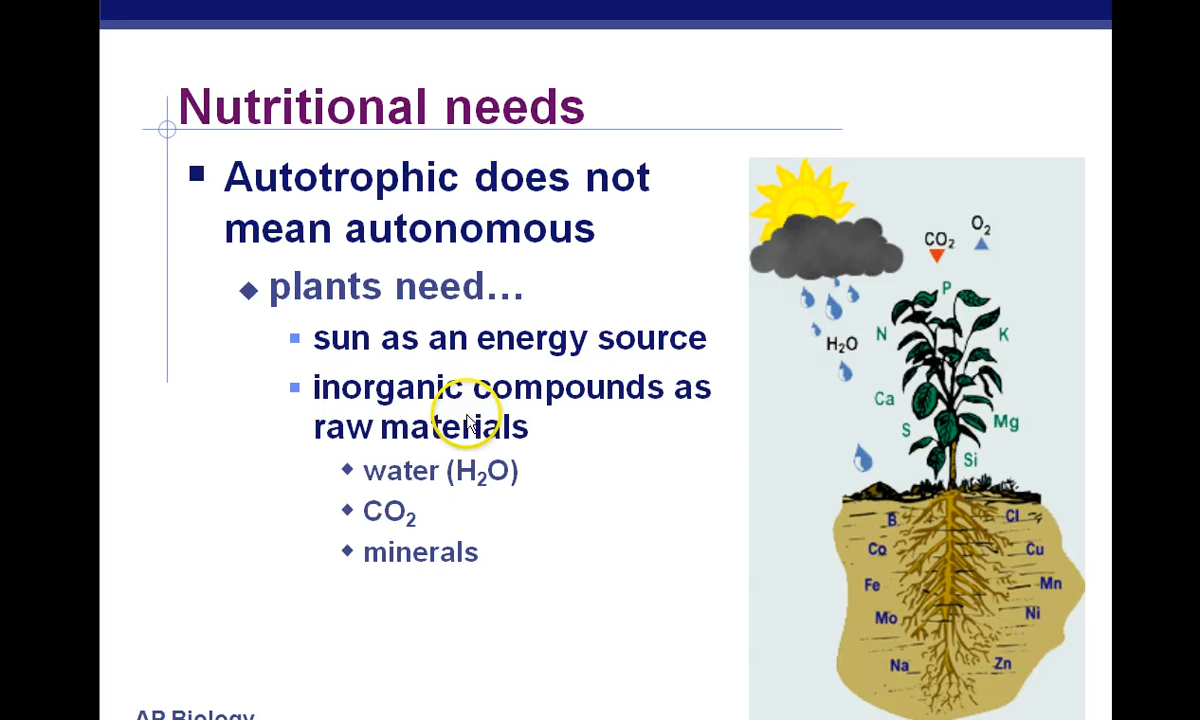 Nutritional needs
Autotrophic does not
mean autonomous
plants need...
sun as an energy source
inorganic compounds as
raw materials
water (H₂O)
CO₂
minerals
O₂
CO₂
P
N
K
H₂O
Ca
Mg
S
Si
B
Cl
Co
Cu
Fe
Mn
Mo
Ni
Na
Zn
AP Biology